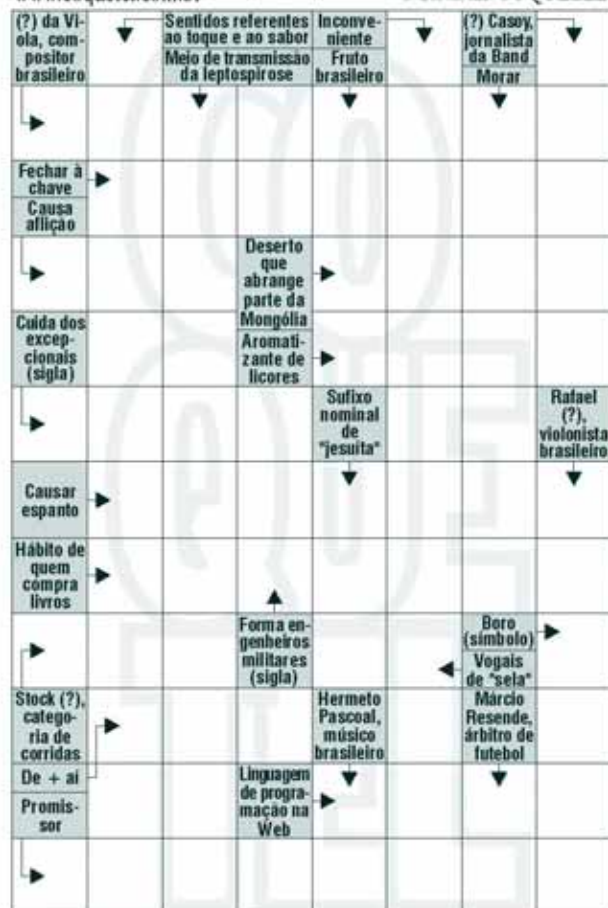 (?) da Vi-
ola, com-
positor
brasileiro
Sentidos referentes
ao toque e ao sabor
Meio de transmissão
da leptospirose
Inconve-
niente
Fruto
brasileiro
(?) Casoy,
jornalista
da Band
Morar
Fechar à
chave
Causa
aflição
Deserto
que
abrange
parte da
Mongólia
Aromati-
zante de
licores
Cuida dos
excep-
cionais
(sigla)
Sufixo
nominal
de
"jesuíta"
Rafael
(?),
violonista
brasileiro
Causar
espanto
Hábito de
quem
compra
livros
Forma en-
genheiros
militares
(sigla)
Boro
(símbolo)
Vogais
de "sela"
Stock (?),
catego-
ria de
corridas
De + aí
Promis-
sor
Hermeto
Pascoal,
músico
brasileiro
Márcio
Resende,
árbitro de
futebol
Linguagem
de progra-
mação na
Web